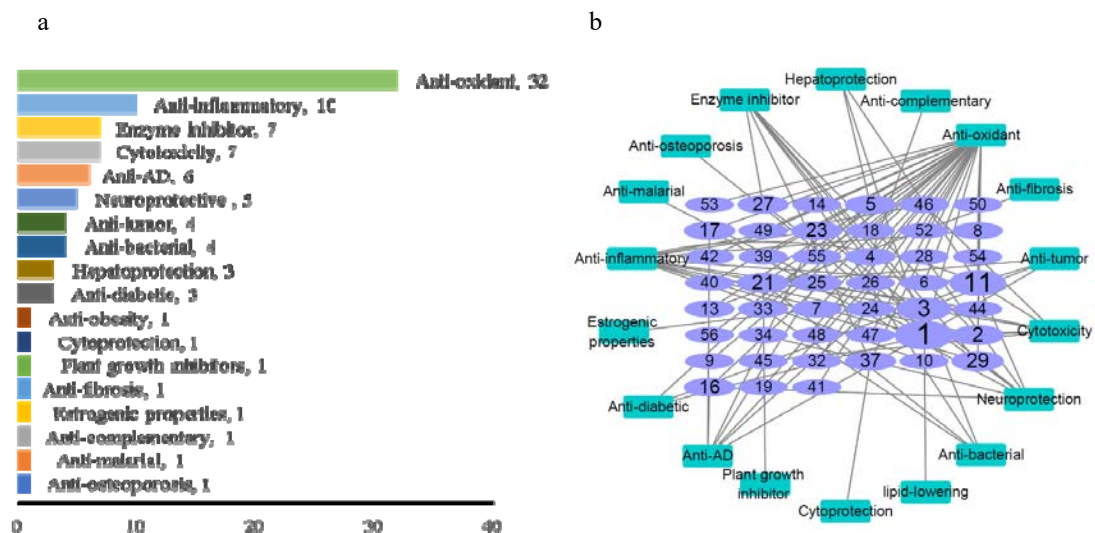 a
Anti-oxidant, 32
Anti-inflammatory, 10
Enzyme inhibitor, 7
Cytotoxicity, 7
Anti-AD, 6
Neuroprotective , 5
Anti-tumor, 4
Anti-bacterial, 4
Hepatoprotection, 3
Anti-diabetic, 3
Anti-obesity, 1
Cytoprotection, 1
Plant growth inhibitors, 1
Anti-fibrosis, 1
Estrogenic properties, 1
Anti-complementary, 1
Anti-malarial, 1
Anti-osteoporosis, 1
0 10 20 30 40
b
Hepatoprotection
Enzyme inhibitor
Anti-complementary
Anti-osteoporosis
Anti-oxidant
Anti-malarial
Anti-fibrosis
53 27 14 5 46 50
17 49 23 18 52 8
Anti-inflammatory
42 39 55 4 28 54
Anti-tumor
40 21 25 26 6 11
13 33 7 24 3 44
Estrogenic
properties
Cytotoxicity
56 34 48 47 1 2
9 45 32 37 10 29
16 19 41
Anti-diabetic
Neuroprotection
Anti-AD
Anti-bacterial
Plant growth
inhibitor
lipid-lowering
Cytoprotection